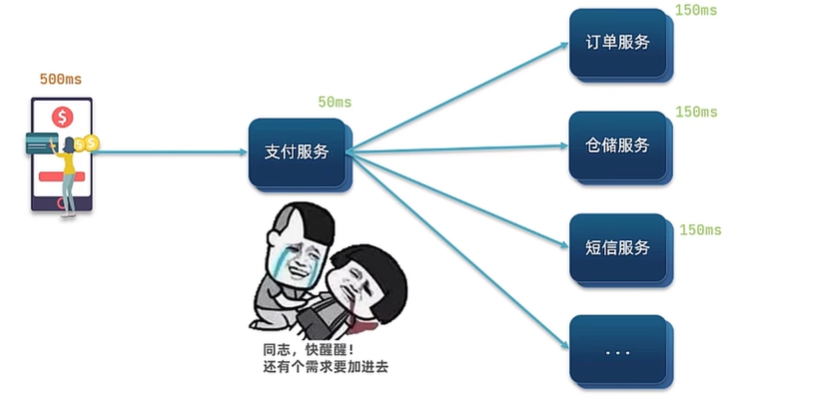 500ms
50ms
支付服务
150ms
订单服务
150ms
仓储服务
150ms
短信服务
...
同志，快醒醒！
还有个需求要加进去